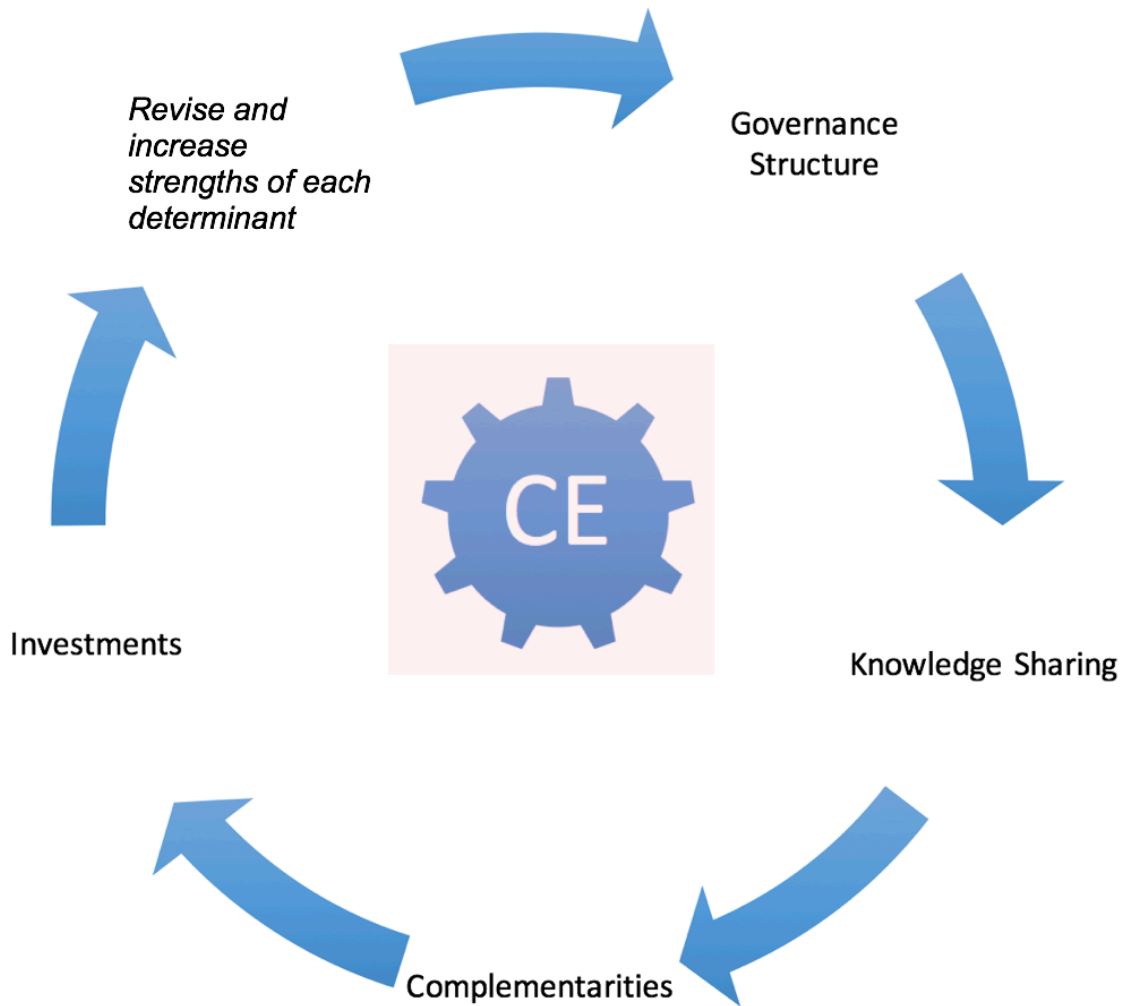 Revise and
increase
strengths of each
determinant
Governance
Structure
CE
Investments
Knowledge Sharing
Complementarities